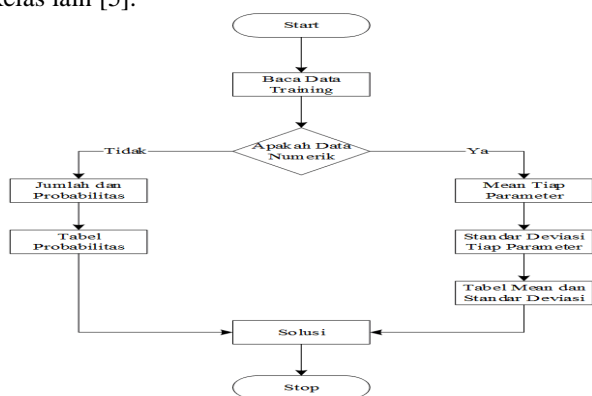 kelas lain [5].
Start
Baca Data
Training
Apakah Data
Numerik
Tidak
Ya
Jumlah dan
Probabilitas
Mean Tiap
Parameter
Tabel
Probabilitas
Standar Deviasi
Tiap Parameter
Tabel Mean dan
Standar Deviasi
Solusi
Stop